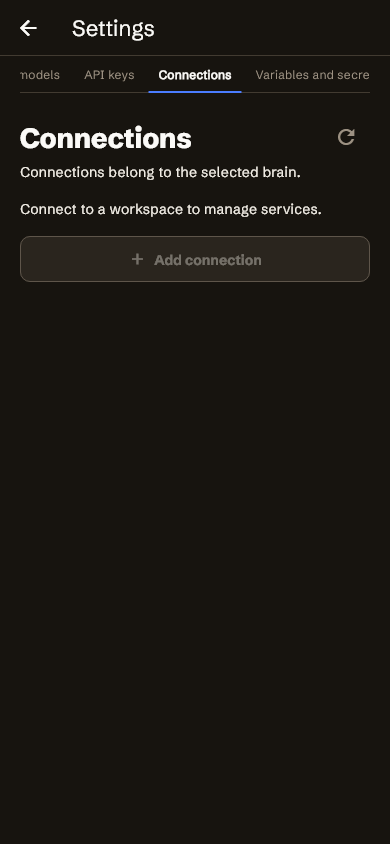 Settings
models API keys Connections Variables and secre
Connections
Connections belong to the selected brain.
Connect to a workspace to manage services.
+ Add connection